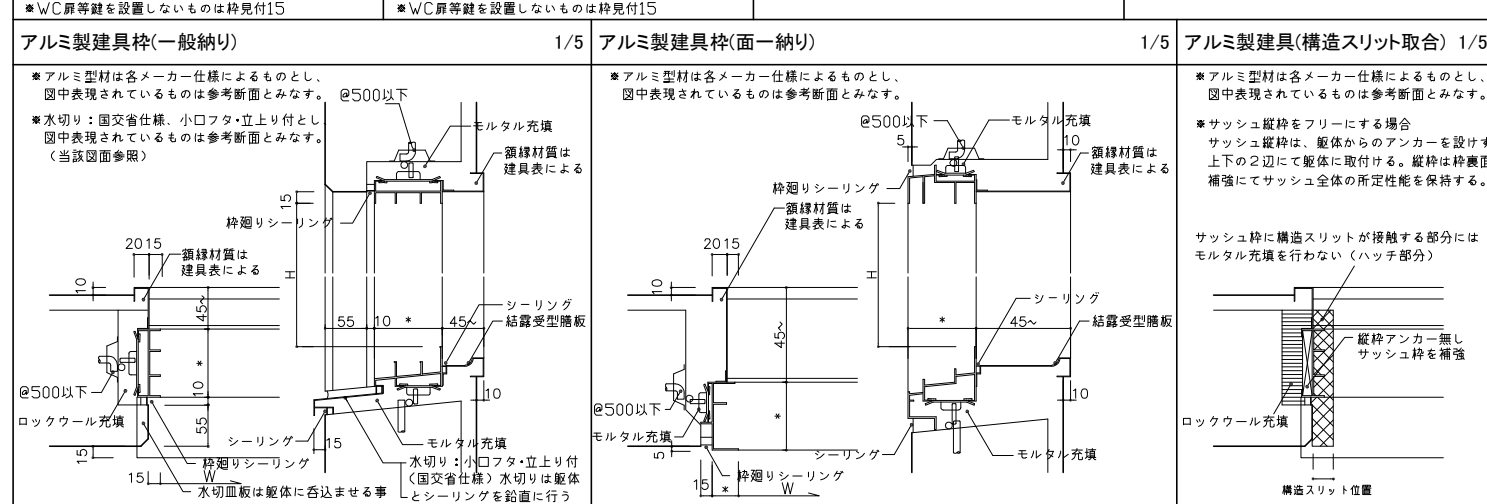 ※WC扉等鍵を設置しないものは枠見付15
※WC扉等鍵を設置しないものは枠見付15
アルミ製建具枠(一般納り) 1/5
※アルミ型材は各メーカー仕様によるものとし、
図中表現されているものは参考断面とみなす。
※水切り：国交省仕様、小口フタ・立上り付とし
図中表現されているものは参考断面とみなす。
（当該図面参照）
@500以下
モルタル充填
額縁材質は
建具表による
15
枠廻りシーリング
H
2015
額縁材質は
建具表による
10
45~
*
10
55
15
@500以下
ロックウール充填
55
10
*
45~
シーリング
結露受型膳板
10
シーリング
15
モルタル充填
枠廻りシーリング
15
W
水切り：小口フタ・立上り付
（国交省仕様）水切りは躯体
とシーリングを鉛直に行う
水切皿板は躯体に呑込ませる事
アルミ製建具枠(面一納り) 1/5
※アルミ型材は各メーカー仕様によるものとし、
図中表現されているものは参考断面とみなす。
@500以下
モルタル充填
5
10
額縁材質は
建具表による
枠廻りシーリング
額縁材質は
建具表による
H
2015
10
45~
*
5
*
45~
シーリング
結露受型膳板
10
@500以下
モルタル充填
シーリング
モルタル充填
枠廻りシーリング
15
*
W
アルミ製建具(構造スリット取合) 1/5
※アルミ型材は各メーカー仕様によるものとし、
図中表現されているものは参考断面とみなす。
※サッシュ縦枠をフリーにする場合
サッシュ縦枠は、躯体からのアンカーを設けず
上下の２辺にて躯体に取付ける。縦枠は枠裏面
補強にてサッシュ全体の所定性能を保持する。
サッシュ枠に構造スリットが接触する部分には
モルタル充填を行わない（ハッチ部分）
縦枠アンカー無し
サッシュ枠を補強
ロックウール充填
構造スリット位置